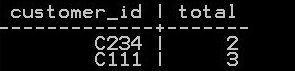 customer_id | total
-------------+-------
C234 | 2
C111 | 3